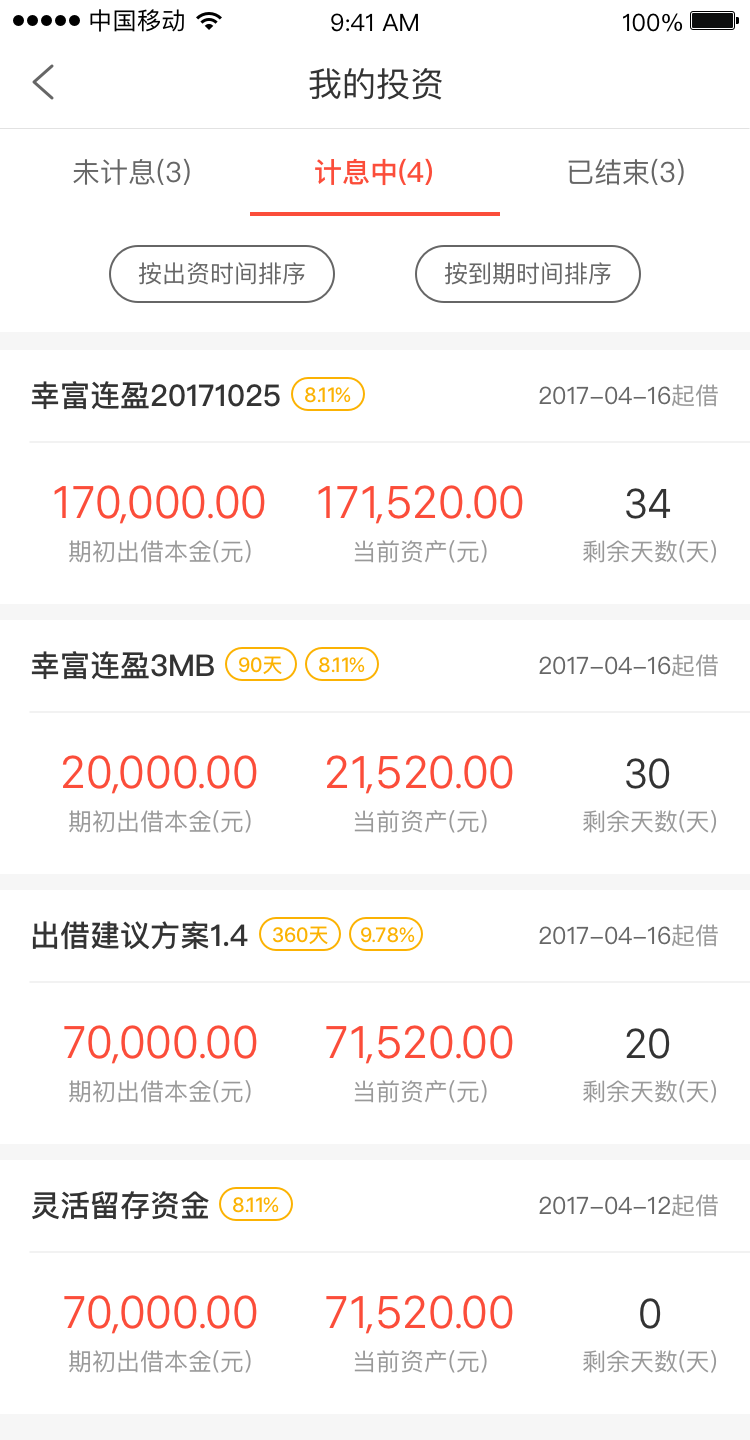 中国移动 9:41 AM 100%
我的投资
未计息(3) 计息中(4) 已结束(3)
按出资时间排序 按到期时间排序
幸富连盈20171025 8.11% 2017-04-16起借
170,000.00 171,520.00 34
期初出借本金(元) 当前资产(元) 剩余天数(天)
幸富连盈3MB 90天 8.11% 2017-04-16起借
20,000.00 21,520.00 30
期初出借本金(元) 当前资产(元) 剩余天数(天)
出借建议方案1.4 360天 9.78% 2017-04-16起借
70,000.00 71,520.00 20
期初出借本金(元) 当前资产(元) 剩余天数(天)
灵活留存资金 8.11% 2017-04-12起借
70,000.00 71,520.00 0
期初出借本金(元) 当前资产(元) 剩余天数(天)